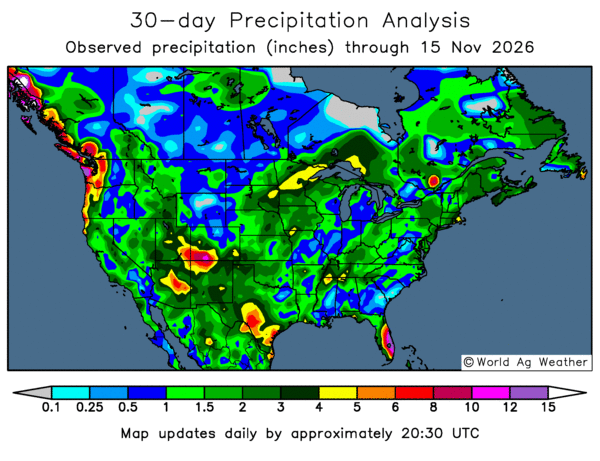 30-day Precipitation Analysis
Observed precipitation (inches) through 15 Nov 2026
© World Ag Weather
0.1 0.25 0.5 1 1.5 2 3 4 5 6 8 10 12 15
Map updates daily by approximately 20:30 UTC